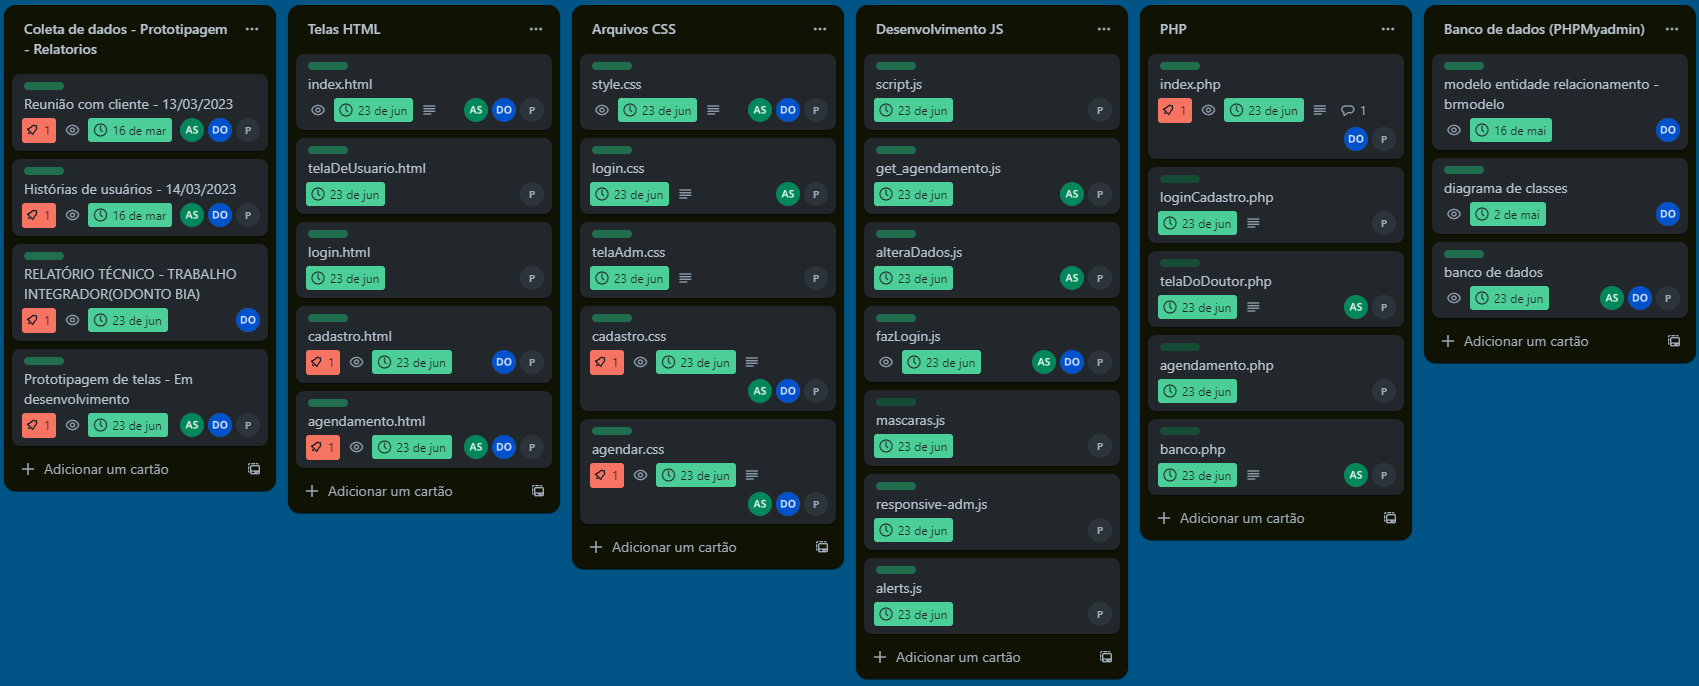 Coleta de dados - Prototipagem
- Relatorios
Reunião com cliente - 13/03/2023
1 16 de mar AS DO P
Histórias de usuários - 14/03/2023
1 16 de mar AS DO P
RELATÓRIO TÉCNICO - TRABALHO
INTEGRADOR(ODONTO BIA)
1 23 de jun DO
Prototipagem de telas - Em
desenvolvimento
1 23 de jun AS DO P
Adicionar um cartão
Telas HTML
index.html
23 de jun AS DO P
telaDeUsuario.html
23 de jun P
login.html
23 de jun P
cadastro.html
1 23 de jun DO P
agendamento.html
1 23 de jun AS DO P
Adicionar um cartão
Arquivos CSS
style.css
23 de jun AS DO P
login.css
23 de jun AS P
telaAdm.css
23 de jun P
cadastro.css
1 23 de jun
AS DO P
agendar.css
1 23 de jun
AS DO P
Adicionar um cartão
Desenvolvimento JS
script.js
23 de jun P
get_agendamento.js
23 de jun AS P
alteraDados.js
23 de jun AS P
fazLogin.js
23 de jun AS DO P
mascaras.js
23 de jun P
responsive-adm.js
23 de jun P
alerts.js
23 de jun P
Adicionar um cartão
PHP
index.php
1 23 de jun 1
DO P
loginCadastro.php
23 de jun P
telaDoDoutor.php
23 de jun AS P
agendamento.php
23 de jun P
banco.php
23 de jun AS P
Adicionar um cartão
Banco de dados (PHPMyadmin)
modelo entidade relacionamento -
brmodelo
16 de mai DO
diagrama de classes
2 de mai DO
banco de dados
23 de jun AS DO P
Adicionar um cartão